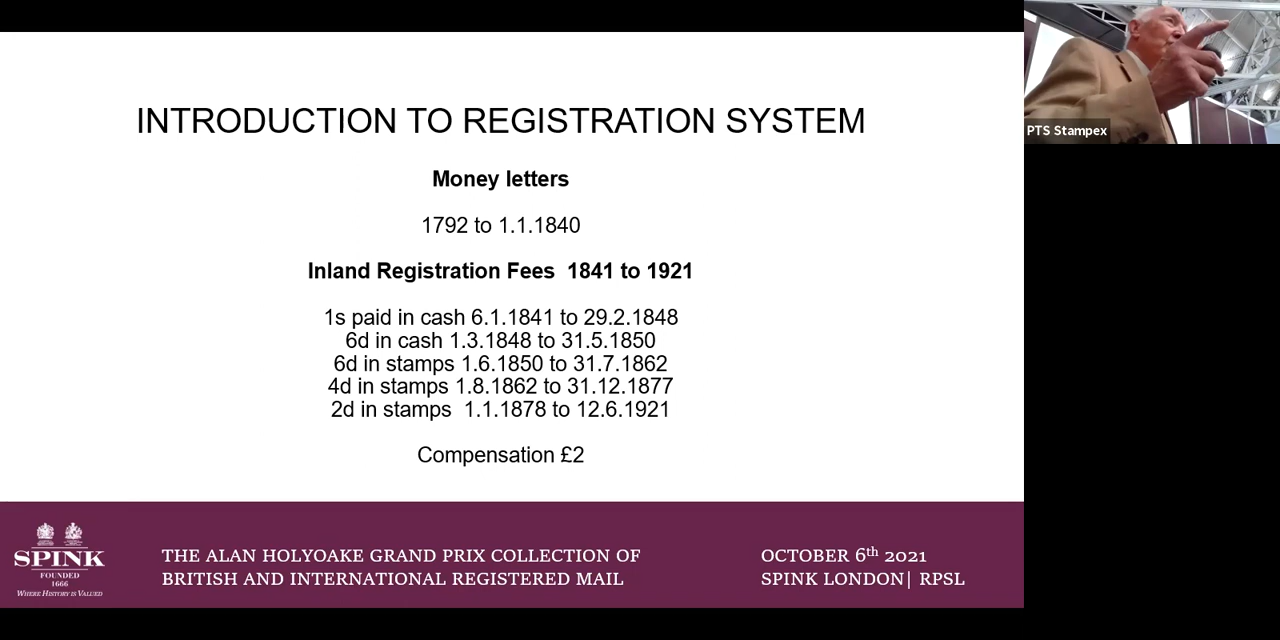 INTRODUCTION TO REGISTRATION SYSTEM
Money letters
1792 to 1.1.1840
Inland Registration Fees 1841 to 1921
1s paid in cash 6.1.1841 to 29.2.1848
6d in cash 1.3.1848 to 31.5.1850
6d in stamps 1.6.1850 to 31.7.1862
4d in stamps 1.8.1862 to 31.12.1877
2d in stamps 1.1.1878 to 12.6.1921
Compensation £2
SPINK
FOUNDED
1666
WHERE HISTORY IS VALUED
THE ALAN HOLYOAKE GRAND PRIX COLLECTION OF
BRITISH AND INTERNATIONAL REGISTERED MAIL
OCTOBER 6th 2021
SPINK LONDON| RPSL
PTS Stampex